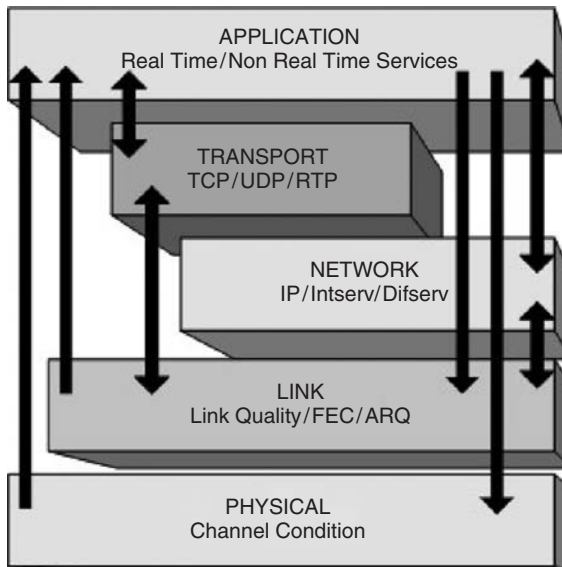 APPLICATION
Real Time/Non Real Time Services
TRANSPORT
TCP/UDP/RTP
NETWORK
IP/Intserv/Difserv
LINK
Link Quality/FEC/ARQ
PHYSICAL
Channel Condition